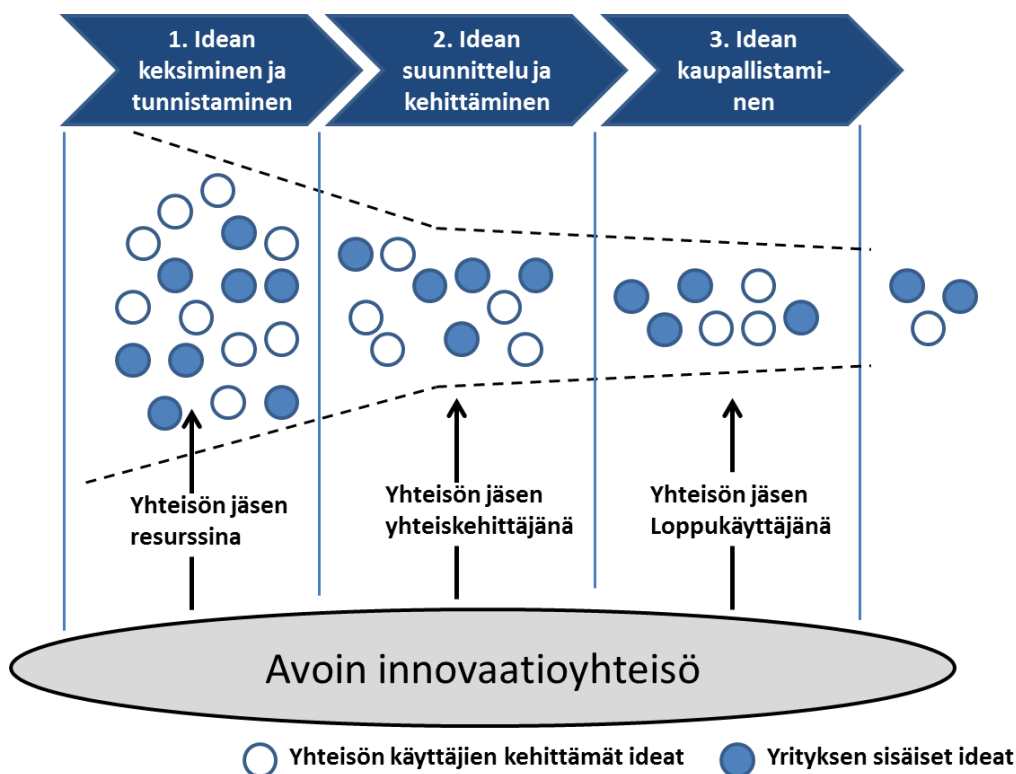 1. Idean
keksiminen ja
tunnistaminen
2. Idean
suunnittelu ja
kehittäminen
3. Idean
kaupallistami-
nen
Yhteisön jäsen
resurssina
Yhteisön jäsen
yhteiskehittäjänä
Yhteisön jäsen
Loppukäyttäjänä
Avoin innovaatioyhteisö
Yhteisön käyttäjien kehittämät ideat
Yrityksen sisäiset ideat